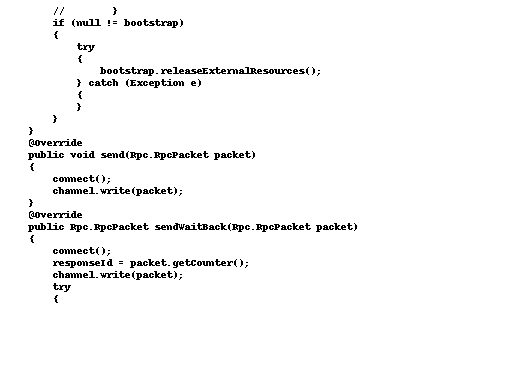 //        }
if (null != bootstrap)
{
try
{
bootstrap.releaseExternalResources();
} catch (Exception e)
{
}
}
}
@Override
public void send(Rpc.RpcPacket packet)
{
connect();
channel.write(packet);
}
@Override
public Rpc.RpcPacket sendWaitBack(Rpc.RpcPacket packet)
{
connect();
responseId = packet.getCounter();
channel.write(packet);
try
{